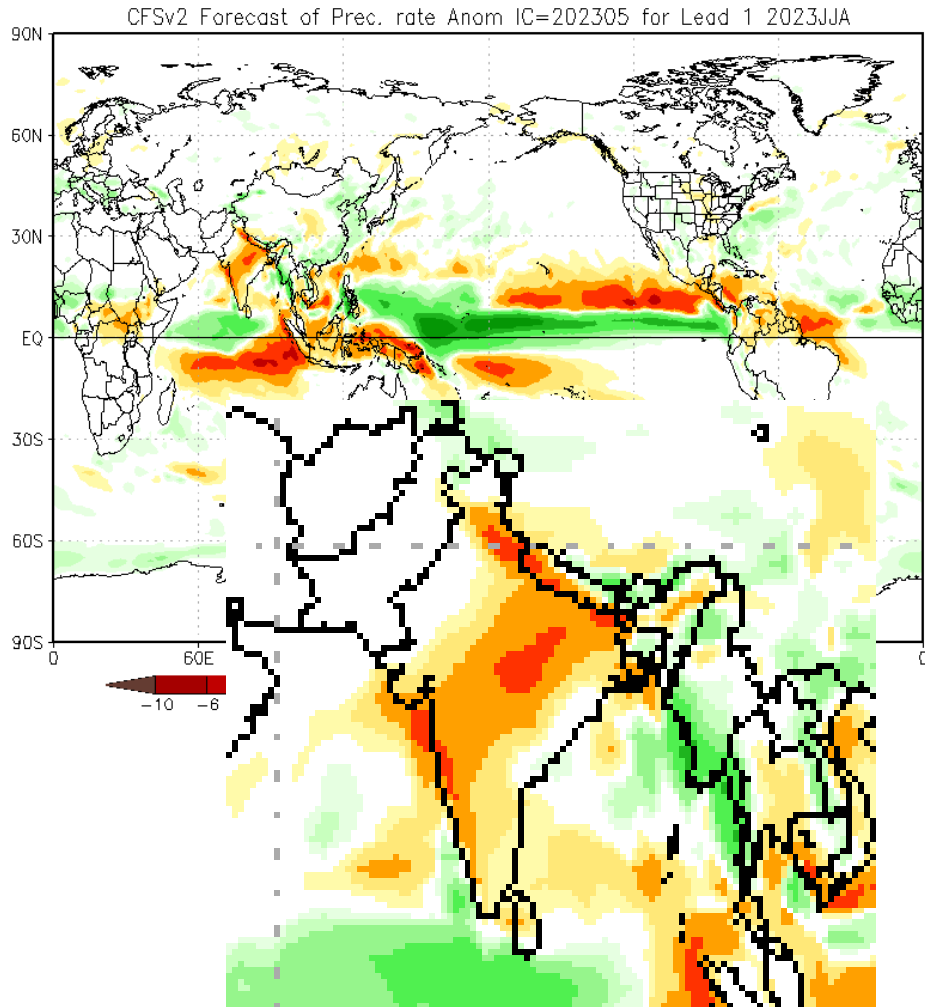 CFSv2 Forecast of Prec. rate Anom IC=202305 for Lead 1 2023JJA
90N
60N
30N
EQ
30S
60S
90S
0 60E 0
-10 -6